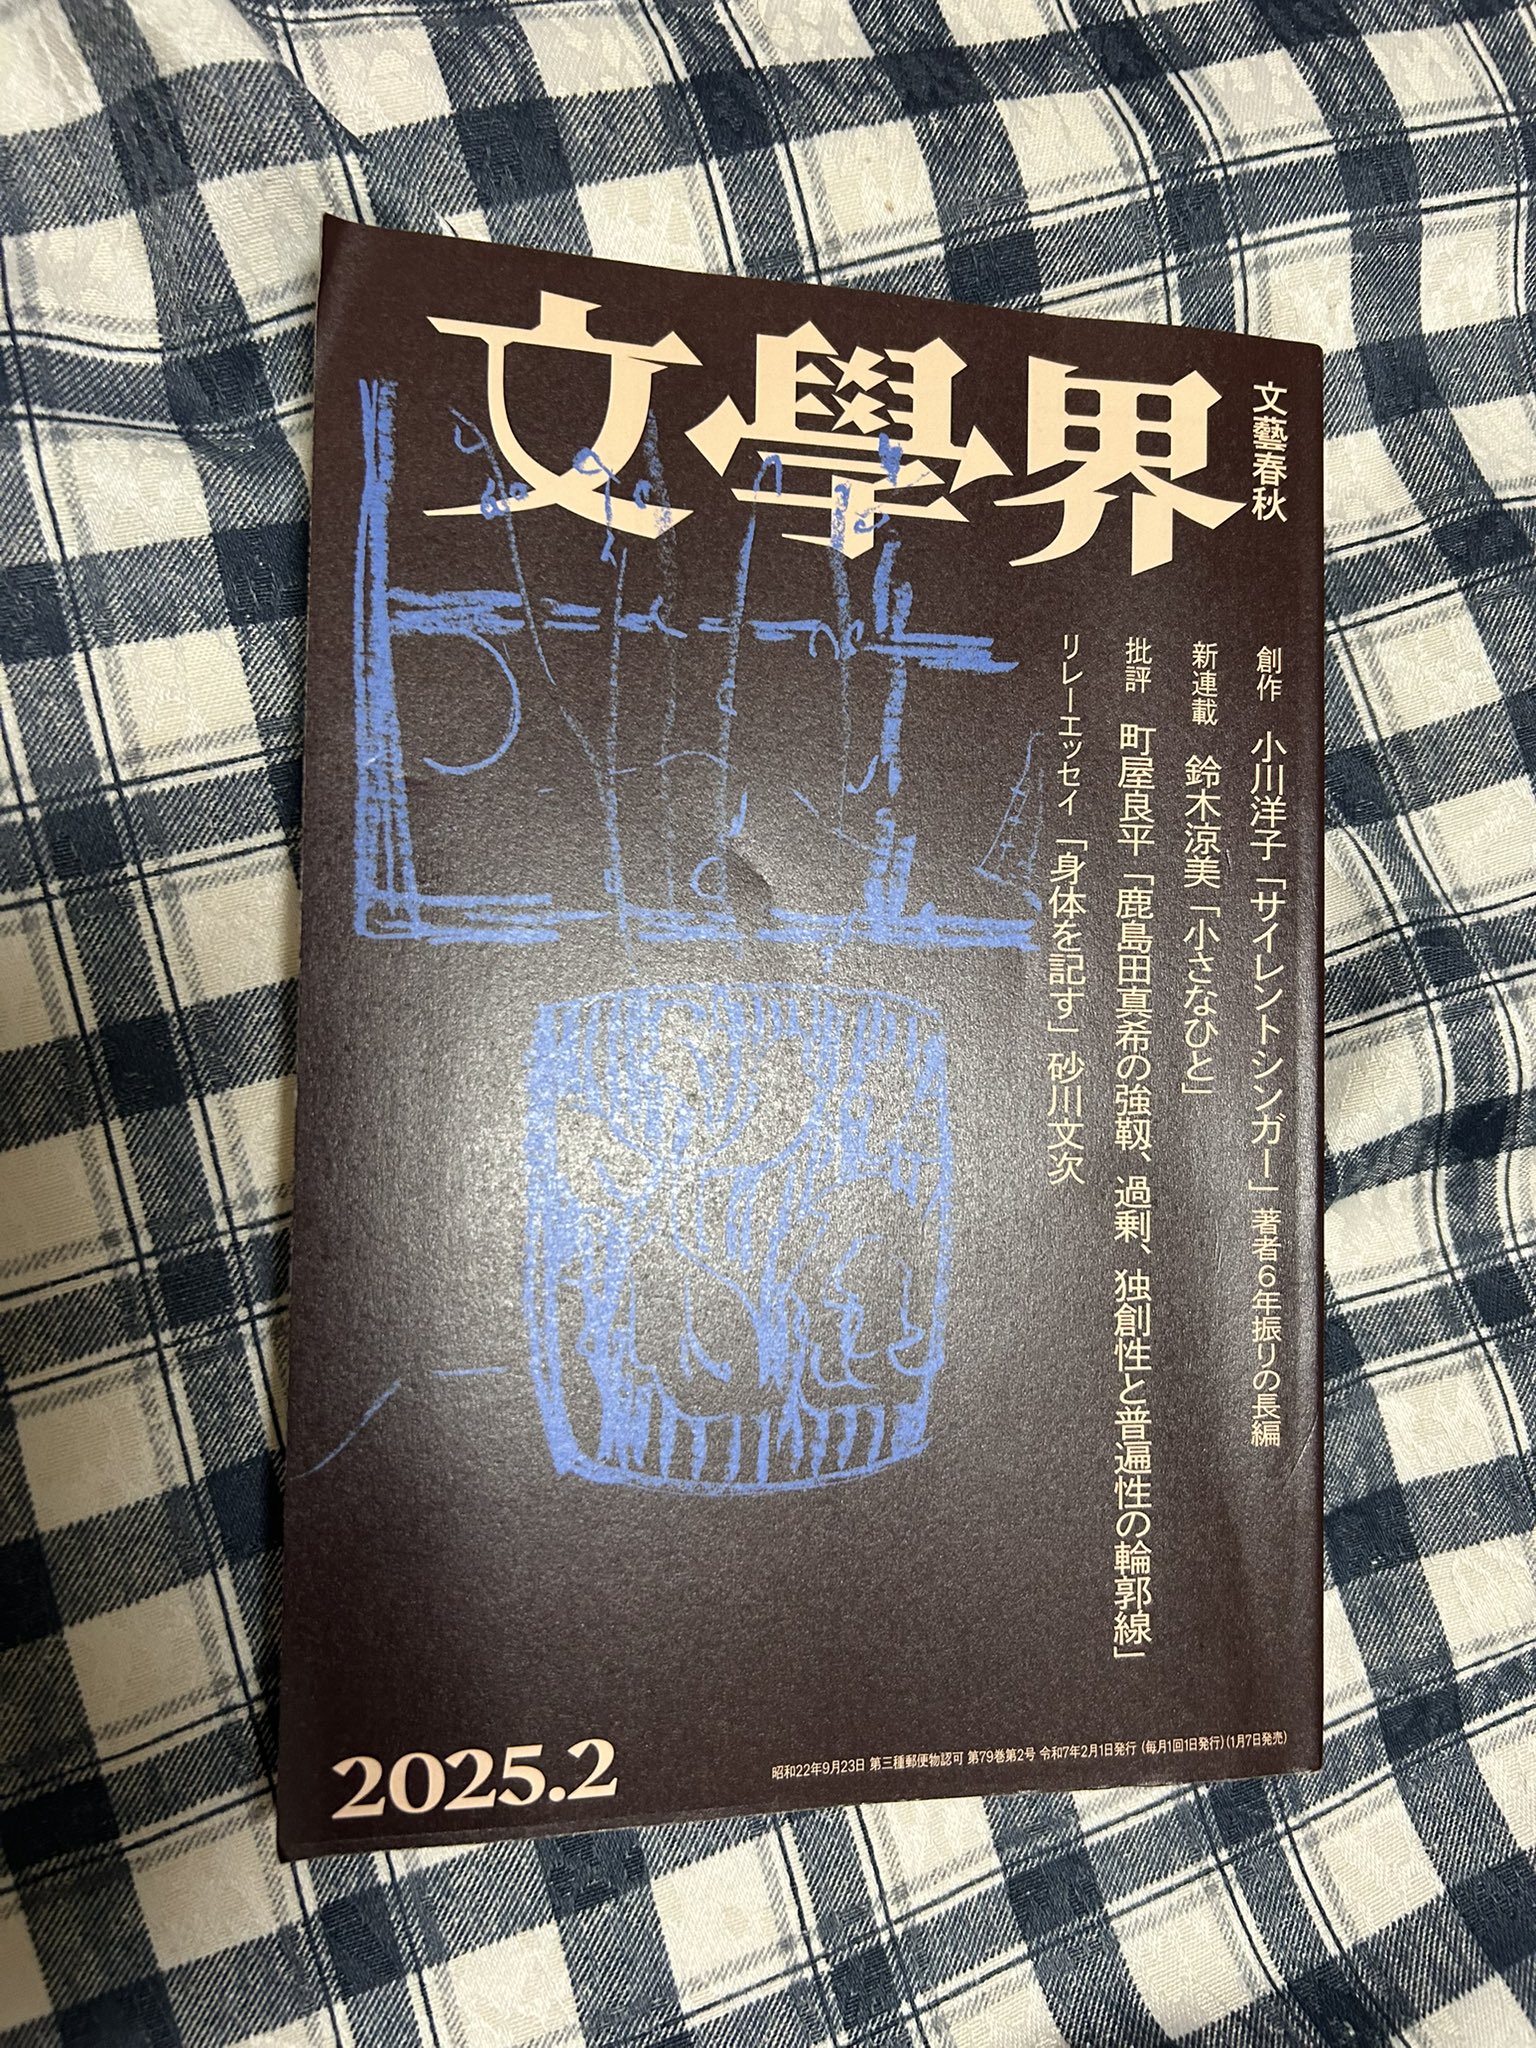 文學界
文藝春秋
創作 小川洋子「サイレントシンガー」著者6年振りの長編
新連載 鈴木涼美「小さなひと」
批評 町屋良平「鹿島田真希の強靱、過剰、独創性と普遍性の輪郭線」
リレーエッセイ「身体を記す」砂川文次
2025.2
昭和22年9月23日 第三種郵便物認可 第79巻第2号 令和7年2月1日発行 (毎月1回1日発行)(1月7日発売)